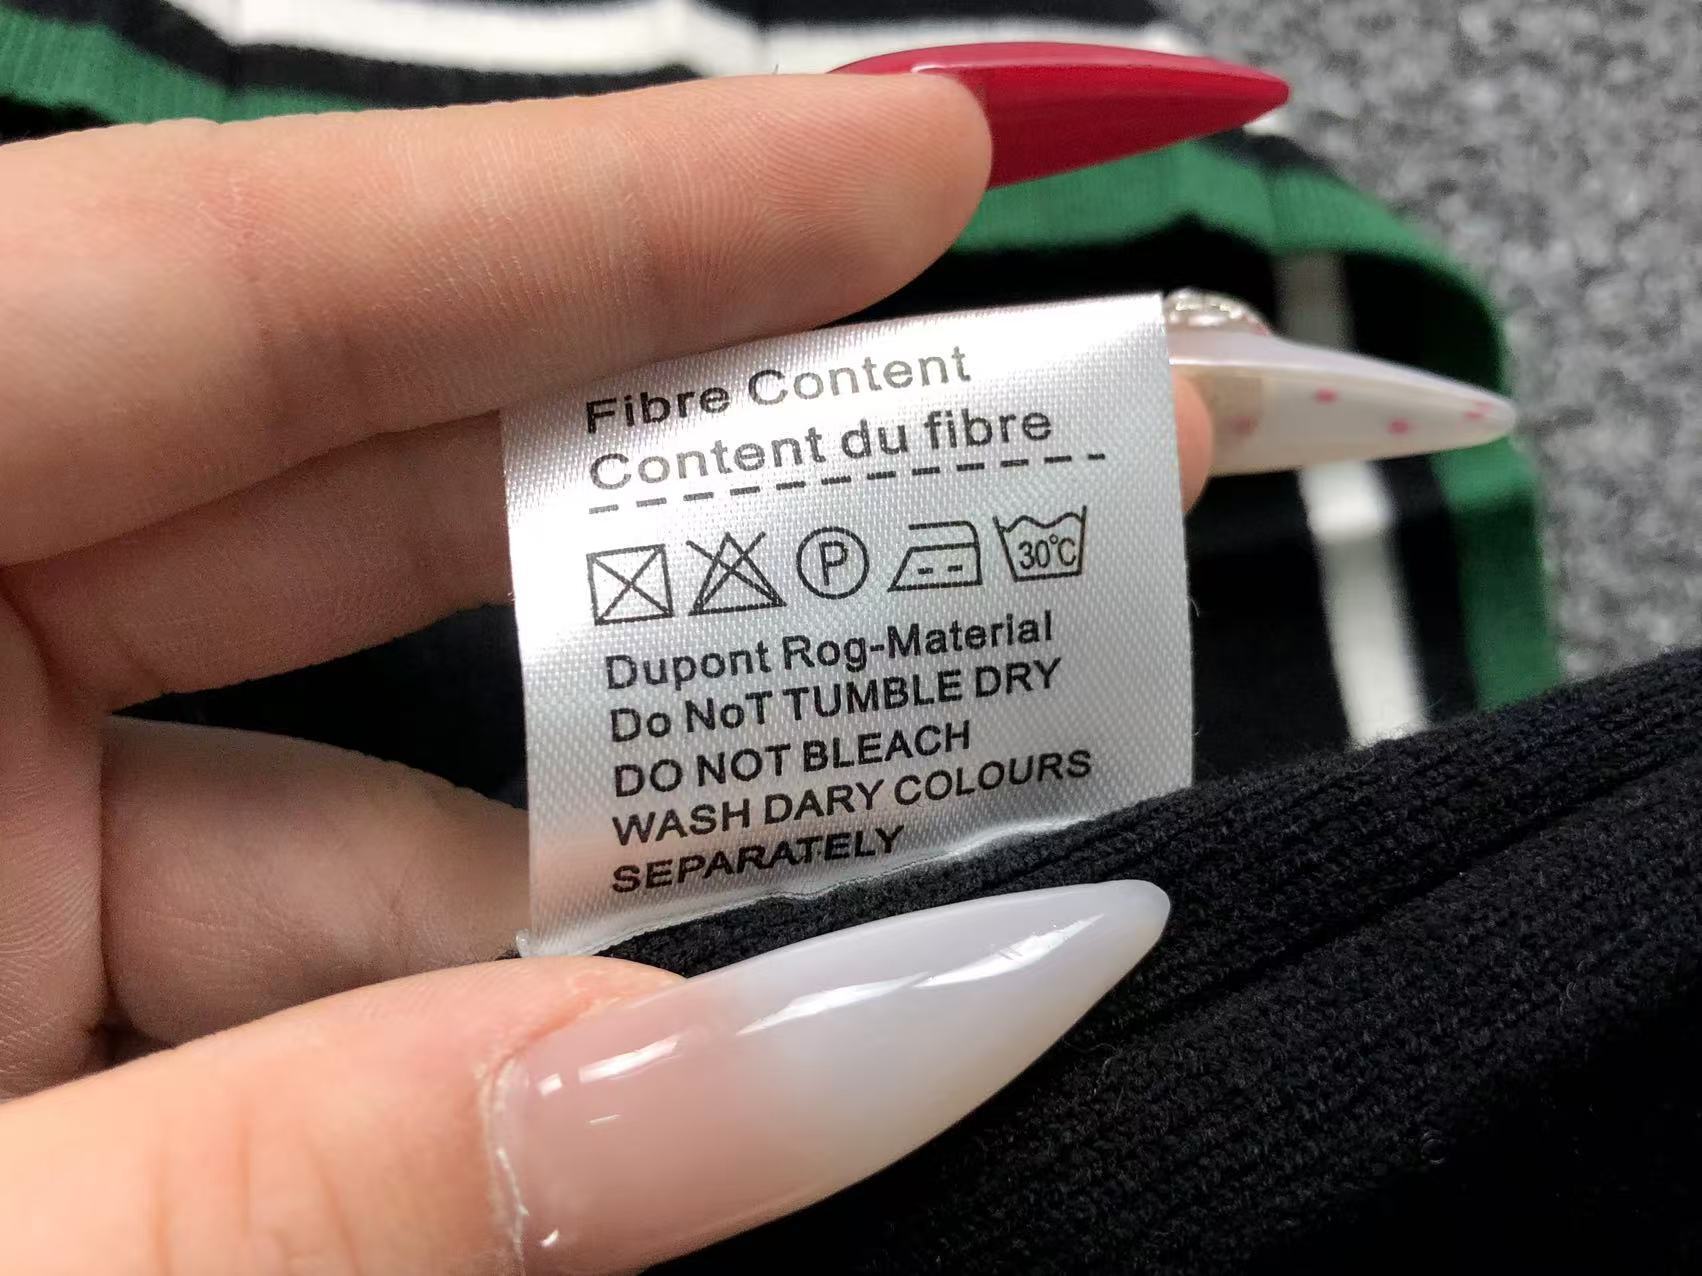 Fibre Content
Content du fibre
P 30°C
Dupont Rog-Material
Do NoT TUMBLE DRY
DO NOT BLEACH
WASH DARY COLOURS
SEPARATELY